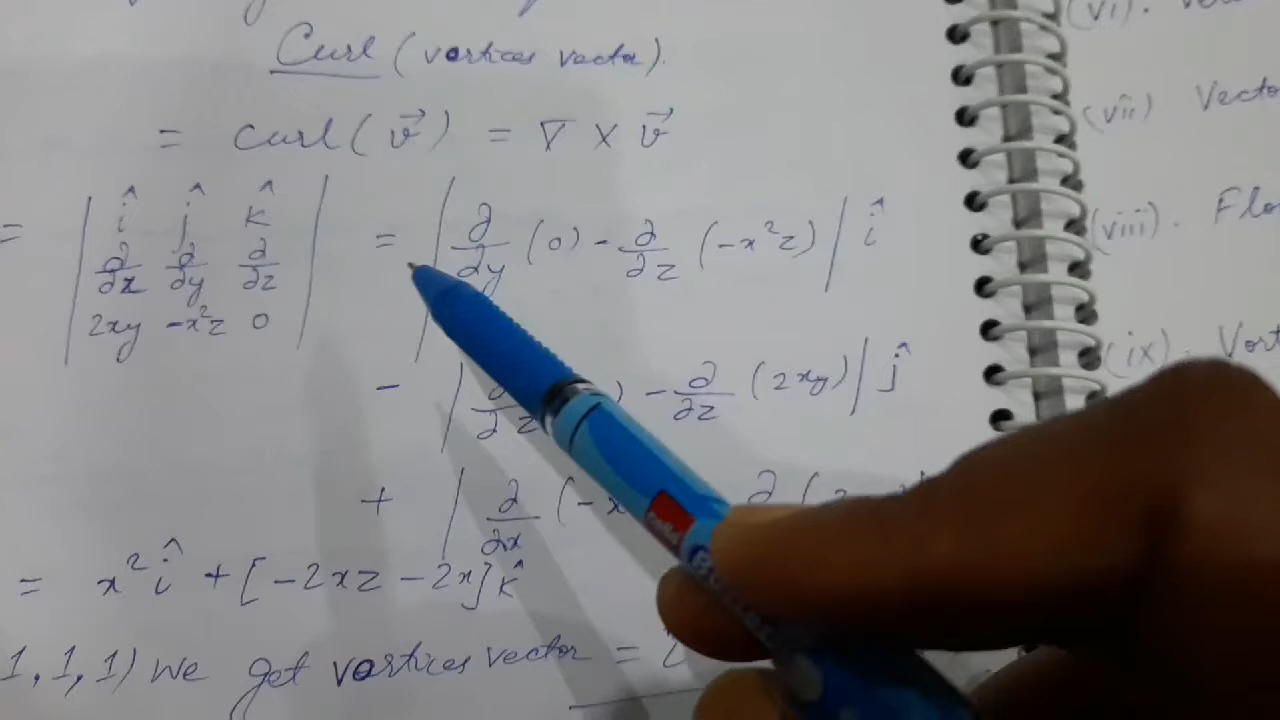 Curl (vortices vector).
= curl(v⃗) = ∇ × v⃗
= | î ĵ k̂ | = | ∂/∂y (0) - ∂/∂z (-x²z) | î
| ∂/∂x ∂/∂y ∂/∂z |
| 2xy -x²z 0 |
- | ∂/∂z ) - ∂/∂z (2xy) | ĵ
+ | ∂/∂x (-x ∂ (2
= x² î + [-2xz - 2x] k̂
1, 1, 1) we get vortices vector = î
(vi).
(vii) Vecto
(viii). Flo
(ix). Vort